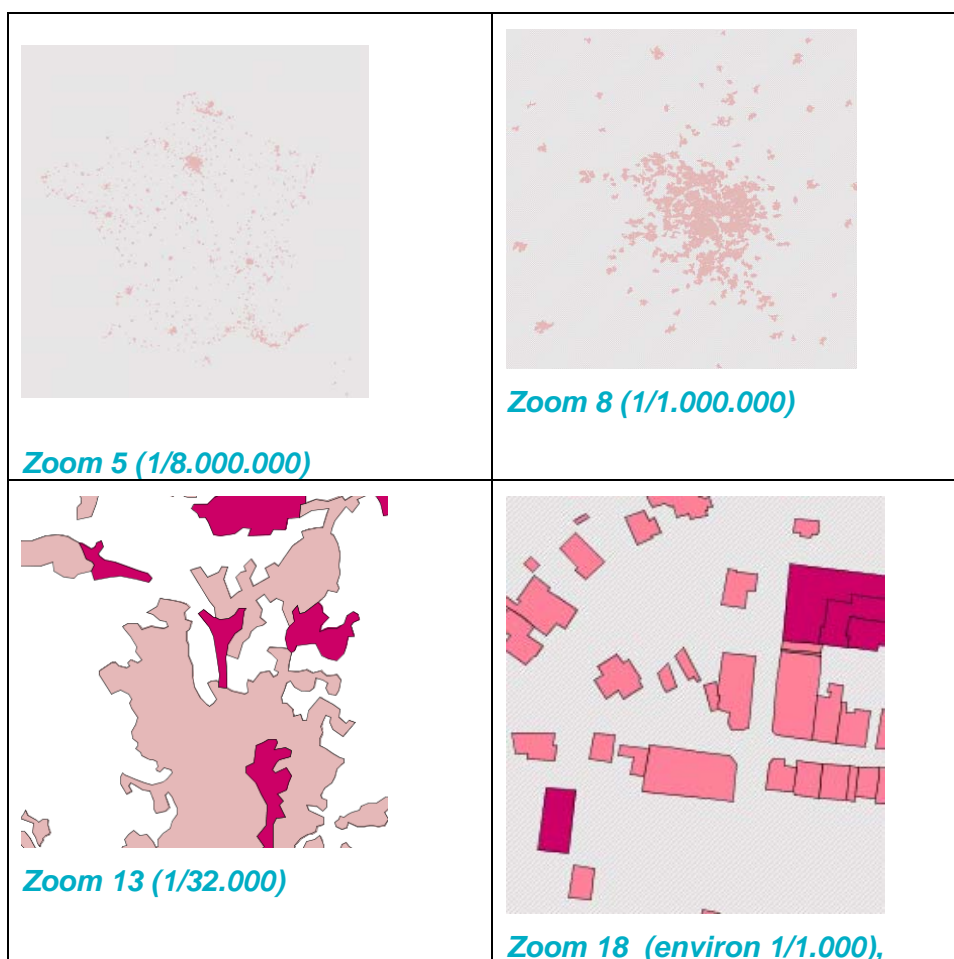 Zoom 5 (1/8.000.000)
Zoom 8 (1/1.000.000)
Zoom 13 (1/32.000)
Zoom 18  (environ 1/1.000),